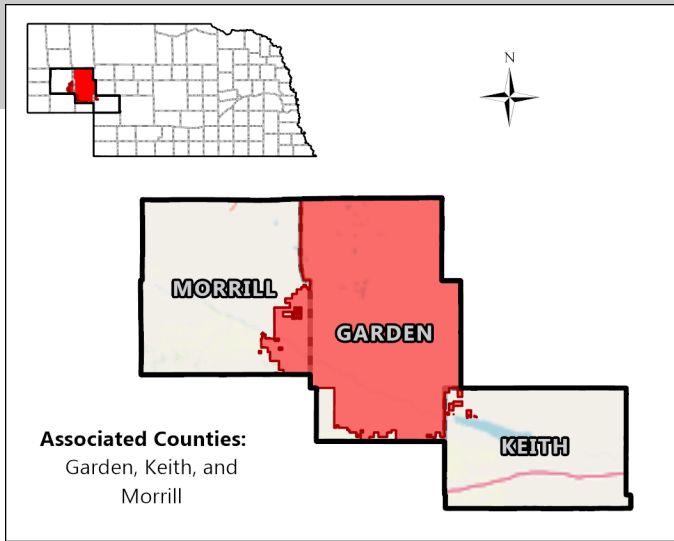 N
MORRILL
GARDEN
KEITH
Associated Counties:
Garden, Keith, and
Morrill